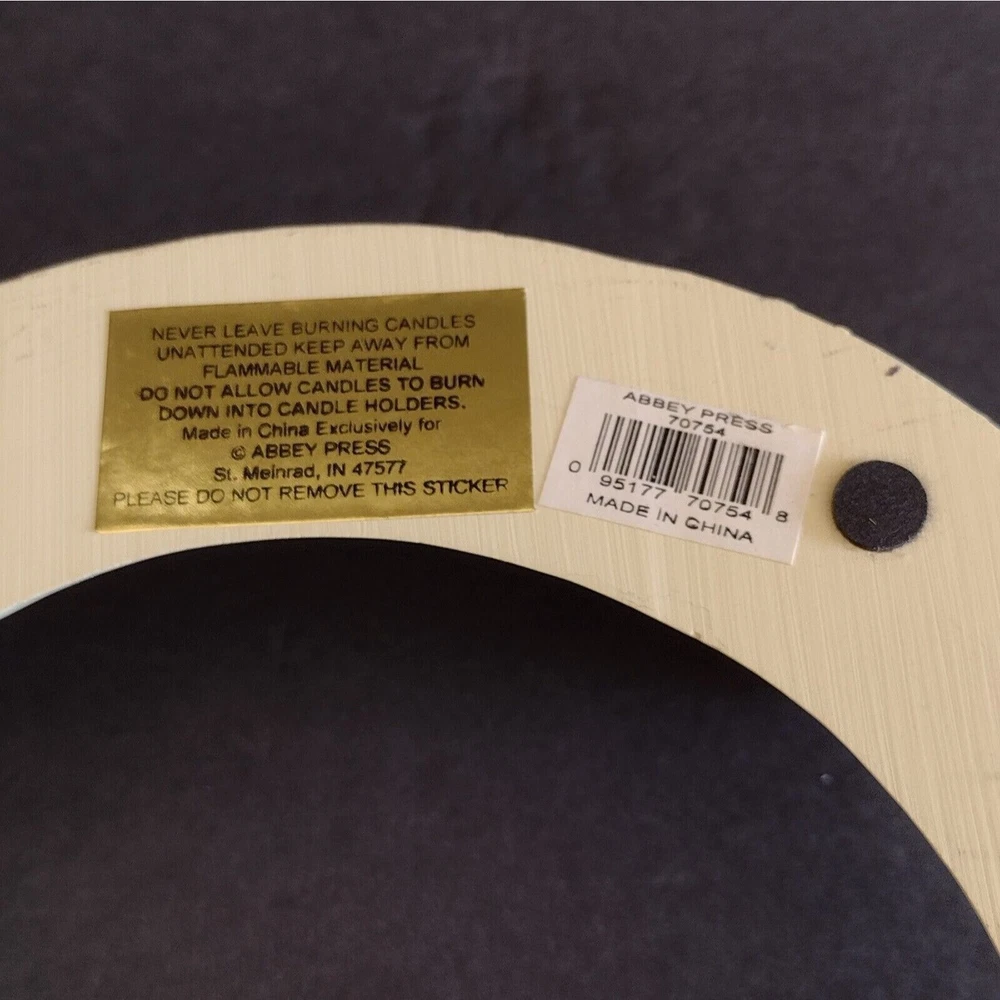 NEVER LEAVE BURNING CANDLES
UNATTENDED KEEP AWAY FROM
FLAMMABLE MATERIAL
DO NOT ALLOW CANDLES TO BURN
DOWN INTO CANDLE HOLDERS.
Made in China Exclusively for
© ABBEY PRESS
St. Meinrad, IN 47577
PLEASE DO NOT REMOVE THIS STICKER
ABBEY PRESS
70754
0 95177 70754 8
MADE IN CHINA